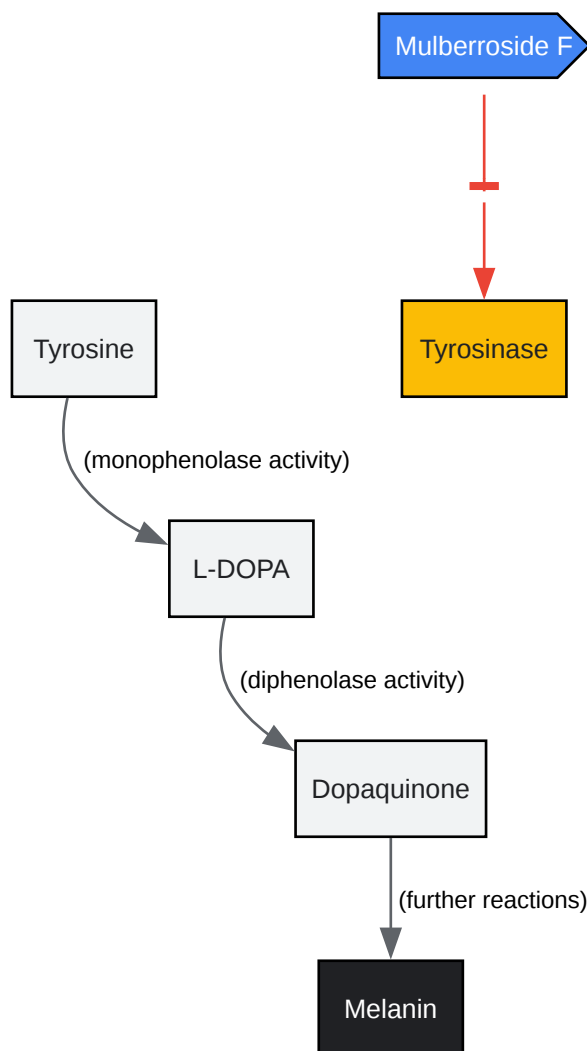 Mulberroside F
Tyrosine
Tyrosinase
(monophenolase activity)
L-DOPA
(diphenolase activity)
Dopaquinone
(further reactions)
Melanin